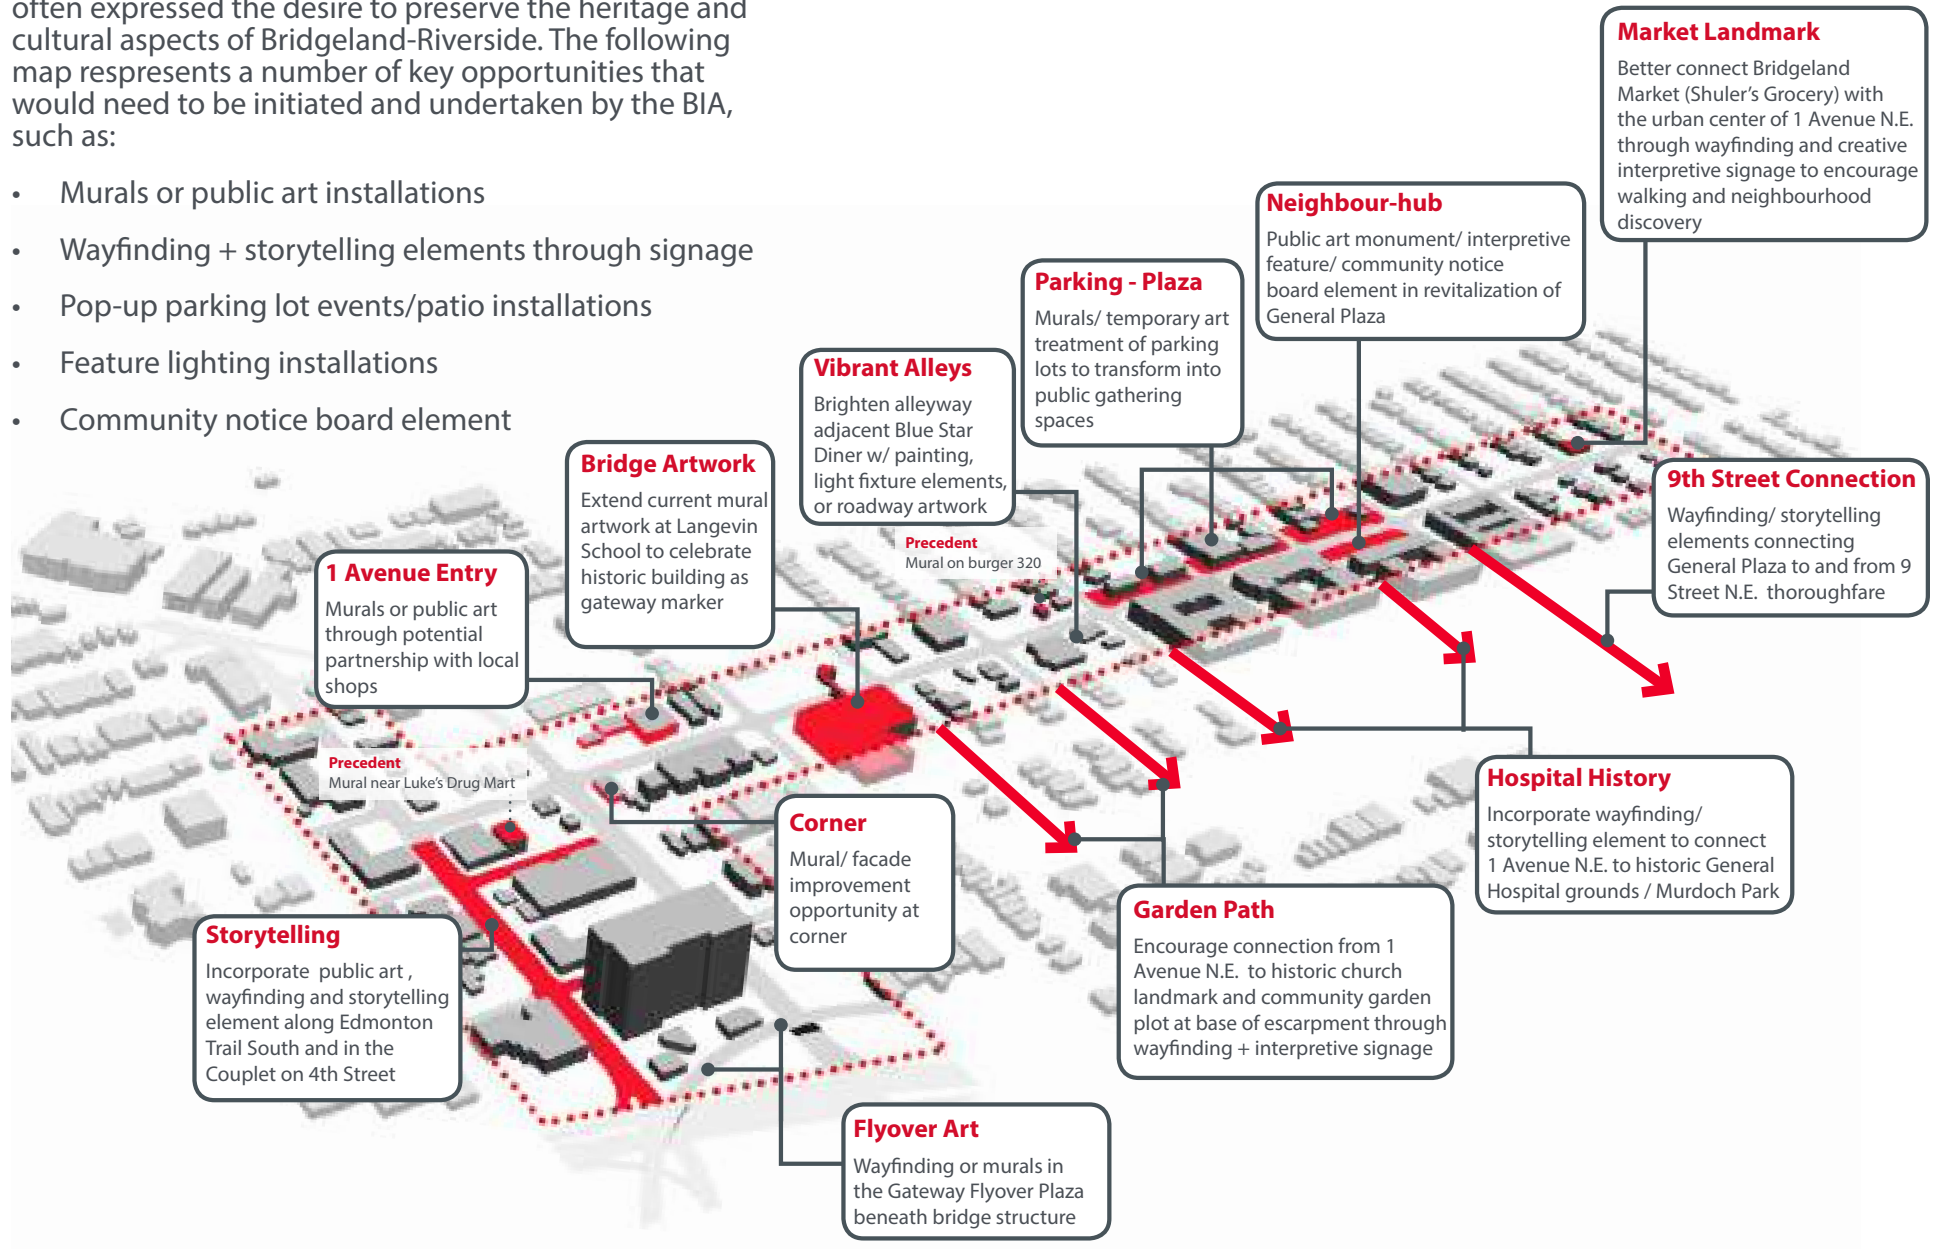 often expressed the desire to preserve the heritage and
cultural aspects of Bridgeland-Riverside. The following
map respresents a number of key opportunities that
would need to be initiated and undertaken by the BIA,
such as:
• Murals or public art installations
• Wayfinding + storytelling elements through signage
• Pop-up parking lot events/patio installations
• Feature lighting installations
• Community notice board element
Market Landmark
Better connect Bridgeland
Market (Shuler's Grocery) with
the urban center of 1 Avenue N.E.
through wayfinding and creative
interpretive signage to encourage
walking and neighbourhood
discovery
Neighbour-hub
Public art monument/ interpretive
feature/ community notice
board element in revitalization of
General Plaza
Parking - Plaza
Murals/ temporary art
treatment of parking
lots to transform into
public gathering
spaces
Vibrant Alleys
Brighten alleyway
adjacent Blue Star
Diner w/ painting,
light fixture elements,
or roadway artwork
Precedent
Mural on burger 320
Bridge Artwork
Extend current mural
artwork at Langevin
School to celebrate
historic building as
gateway marker
1 Avenue Entry
Murals or public art
through potential
partnership with local
shops
Precedent
Mural near Luke's Drug Mart
9th Street Connection
Wayfinding/ storytelling
elements connecting
General Plaza to and from 9
Street N.E. thoroughfare
Hospital History
Incorporate wayfinding/
storytelling element to connect
1 Avenue N.E. to historic General
Hospital grounds / Murdoch Park
Corner
Mural/ facade
improvement
opportunity at
corner
Garden Path
Encourage connection from 1
Avenue N.E. to historic church
landmark and community garden
plot at base of escarpment through
wayfinding + interpretive signage
Storytelling
Incorporate public art ,
wayfinding and storytelling
element along Edmonton
Trail South and in the
Couplet on 4th Street
Flyover Art
Wayfinding or murals in
the Gateway Flyover Plaza
beneath bridge structure